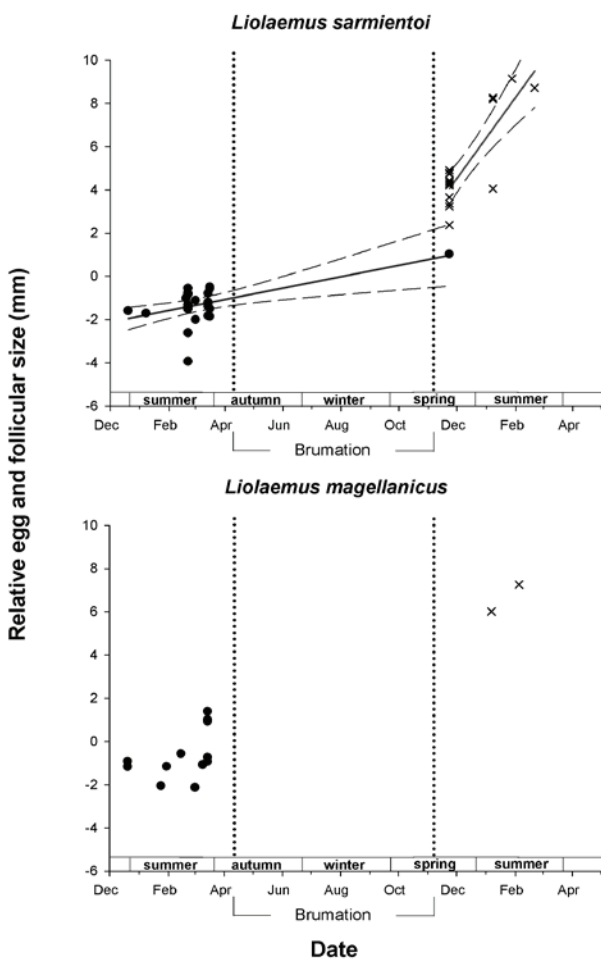 Liolaemus sarmientoi
10
8
6
4
2
0
-2
-4
-6
summer autumn winter spring summer
Dec Feb Apr Jun Aug Oct Dec Feb Apr
Brumation
Relative egg and follicular size (mm)
Liolaemus magellanicus
10
8
6
4
2
0
-2
-4
-6
summer autumn winter spring summer
Dec Feb Apr Jun Aug Oct Dec Feb Apr
Brumation
Date